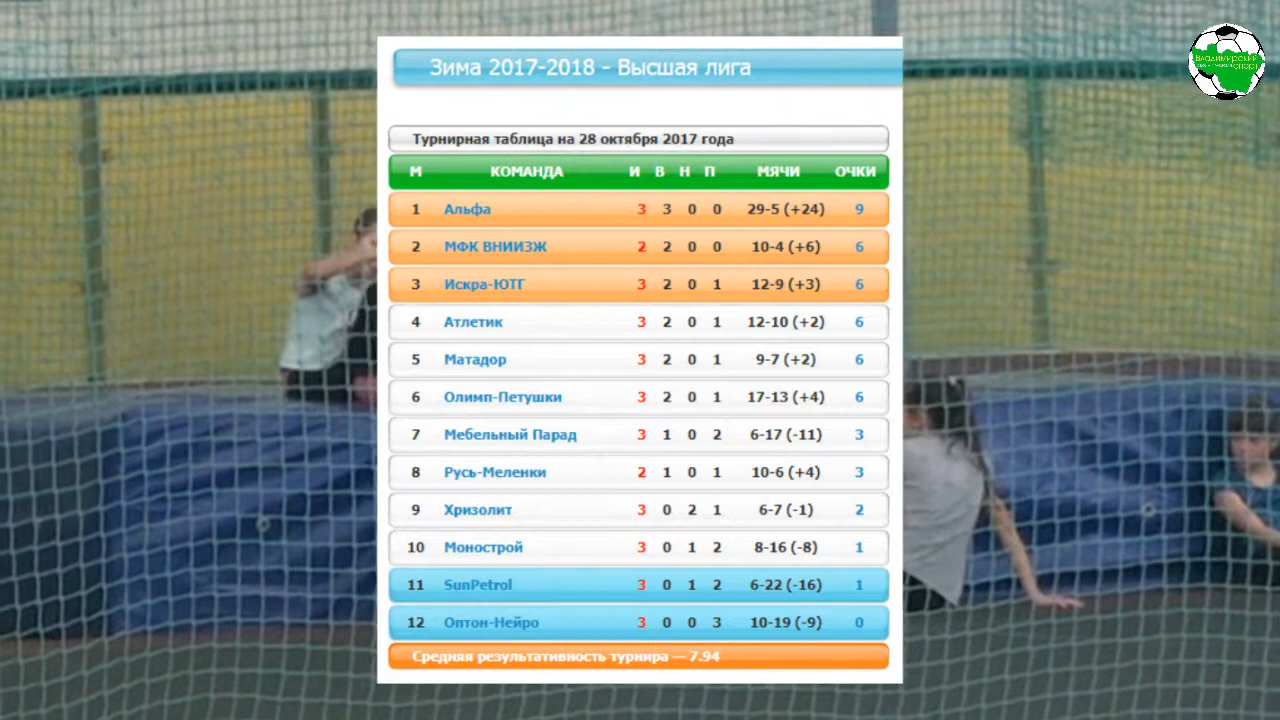 Зима 2017-2018 - Высшая лига
Владимирский
спорт
Турнирная таблица на 28 октября 2017 года
М КОМАНДА И В Н П МЯЧИ ОЧКИ
1 Альфа 3 3 0 0 29-5 (+24) 9
2 МФК ВНИИЗЖ 2 2 0 0 10-4 (+6) 6
3 Искра-ЮТГ 3 2 0 1 12-9 (+3) 6
4 Атлетик 3 2 0 1 12-10 (+2) 6
5 Матадор 3 2 0 1 9-7 (+2) 6
6 Олимп-Петушки 3 2 0 1 17-13 (+4) 6
7 Мебельный Парад 3 1 0 2 6-17 (-11) 3
8 Русь-Меленки 2 1 0 1 10-6 (+4) 3
9 Хризолит 3 0 2 1 6-7 (-1) 2
10 Монострой 3 0 1 2 8-16 (-8) 1
11 SunPetrol 3 0 1 2 6-22 (-16) 1
12 Оптон-Нейро 3 0 0 3 10-19 (-9) 0
Средняя результативность турнира — 7.94